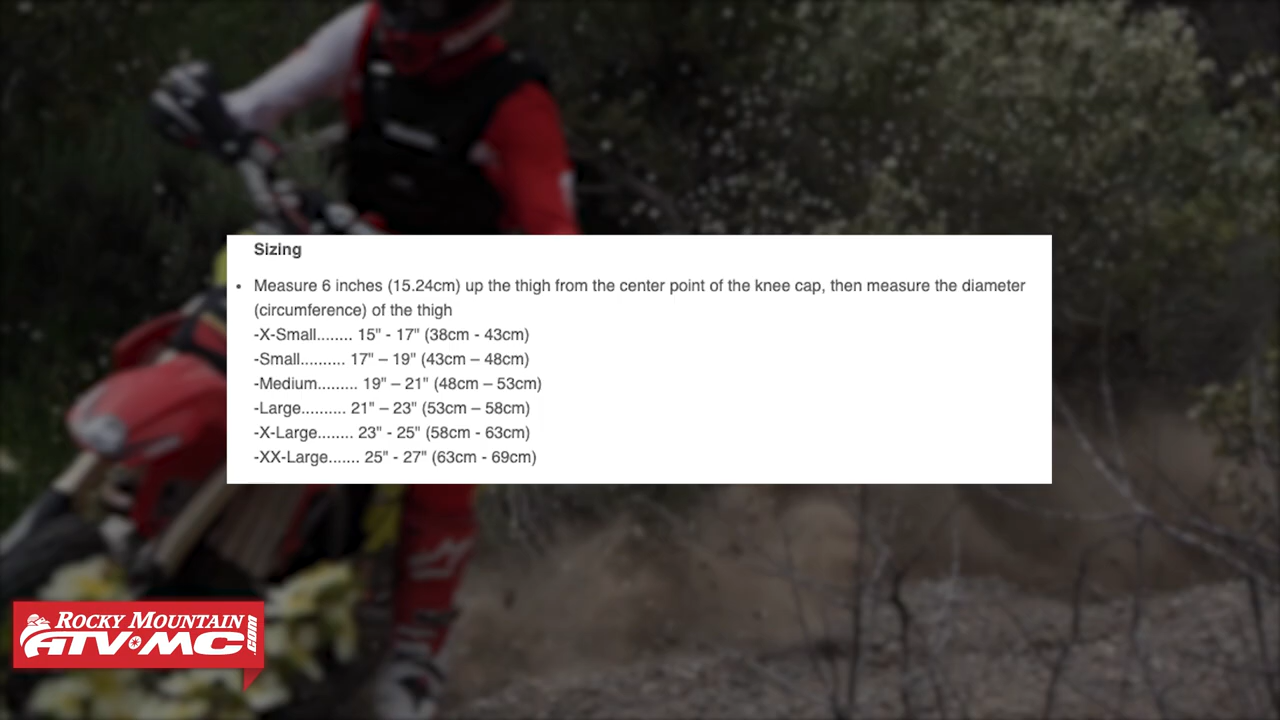 Sizing
• Measure 6 inches (15.24cm) up the thigh from the center point of the knee cap, then measure the diameter
(circumference) of the thigh
-X-Small........ 15" - 17" (38cm - 43cm)
-Small.......... 17" – 19" (43cm – 48cm)
-Medium......... 19" – 21" (48cm – 53cm)
-Large.......... 21" – 23" (53cm – 58cm)
-X-Large........ 23" - 25" (58cm - 63cm)
-XX-Large....... 25" - 27" (63cm - 69cm)
ROCKY MOUNTAIN
ATV•MC.com